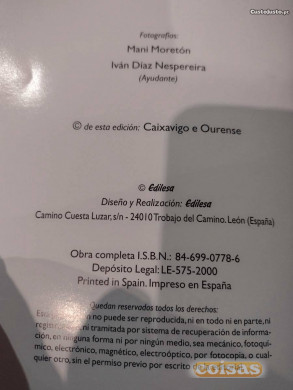 CustoJusto.pt
Fotografías:
Mani Moretón
Iván Díaz Nespereira
(Ayudante)
© de esta edición: Caixavigo e Ourense
© Edilesa
Diseño y Realización: Edilesa
Camino Cuesta Luzar, s/n - 24010 Trobajo del Camino. León (España)
Obra completa I.S.B.N.: 84-699-0778-6
Depósito Legal: LE-575-2000
Printed in Spain. Impreso en España
Quedan reservados todos los derechos:
no puede ser reproducida, ni en todo ni en parte, ni
ni tramitada por sistema de recuperación de informa-
ción, en ninguna forma ni por ningún medio, sea mecánico, fotoquí-
mico, electrónico, magnético, electroóptico, por fotocopia, o cual-
quier otro, sin el permiso previo por escrito
coisas